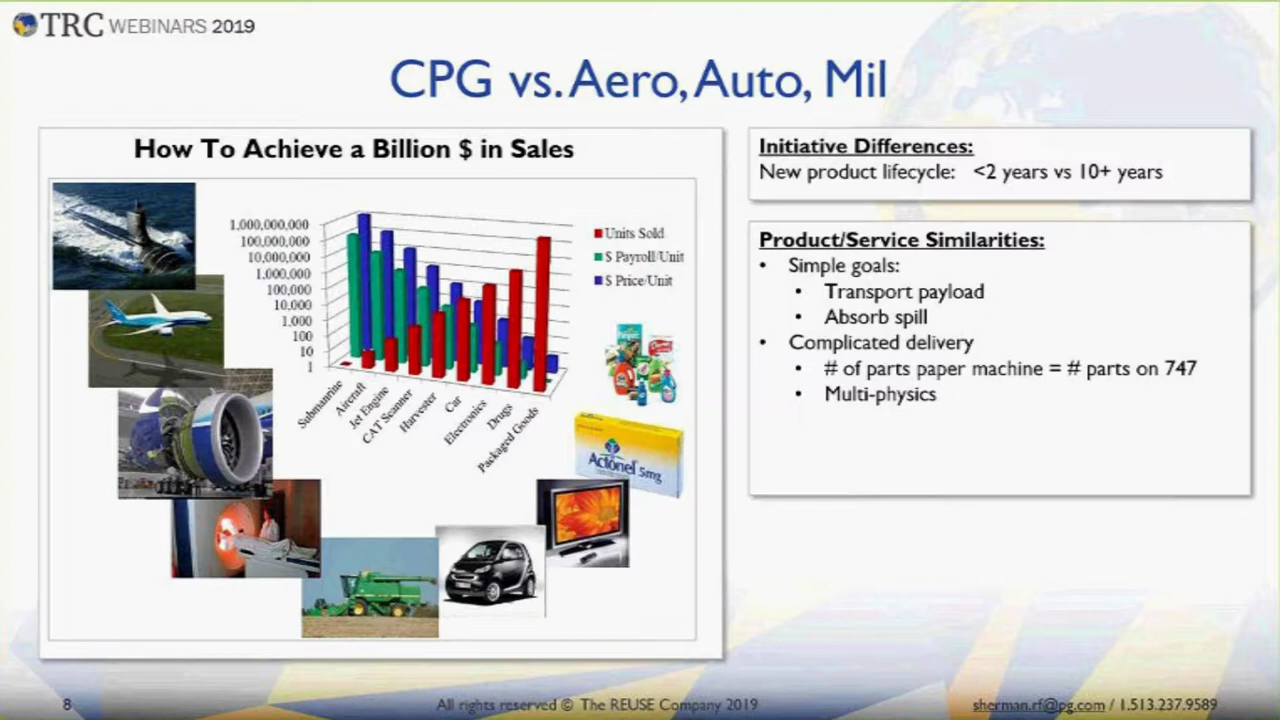 TRC WEBINARS 2019
CPG vs. Aero, Auto, Mil
How To Achieve a Billion $ in Sales
1,000,000,000
100,000,000
10,000,000
1,000,000
100,000
10,000
1,000
100
10
1
Units Sold
$ Payroll/Unit
$ Price/Unit
Submanrite
Aircraft
Jet Engine
CAT Scanner
Harvester
Car
Electronics
Drugs
Packaged Goods
Actonel 5mg
Initiative Differences:
New product lifecycle: <2 years vs 10+ years
Product/Service Similarities:
• Simple goals:
• Transport payload
• Absorb spill
• Complicated delivery
• # of parts paper machine = # parts on 747
• Multi-physics
8
All rights reserved © The REUSE Company 2019
sherman.rf@pg.com / 1.513.237.9589